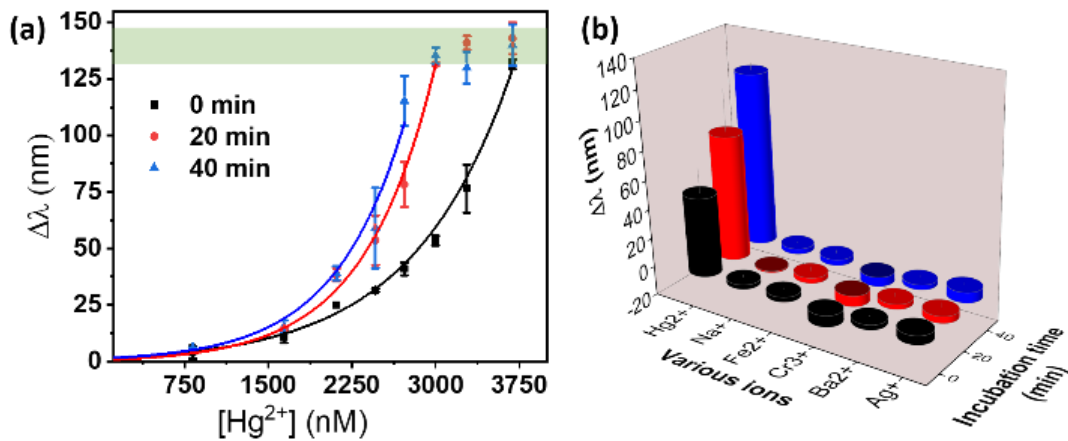 (a)
150
125
100
75
50
25
0
Δλ (nm)
0 min
20 min
40 min
750
1500
2250
3000
3750
[Hg²⁺] (nM)
(b)
140
120
100
80
60
40
20
0
-20
Δλ (nm)
Hg2+
Na+
Fe2+
Cr3+
Ba2+
Ag+
Various ions
0
20
40
Incubation time
(min)